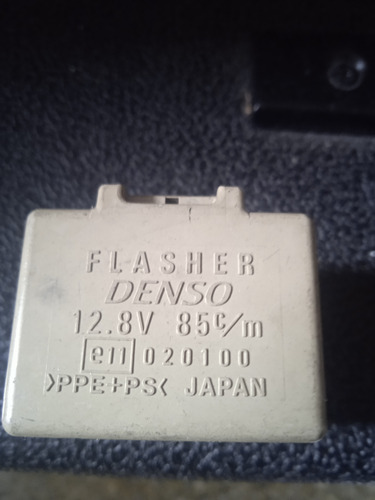 FLASHER
DENSO
12.8V 85c/m
e11 020100
>PPE+PS< JAPAN